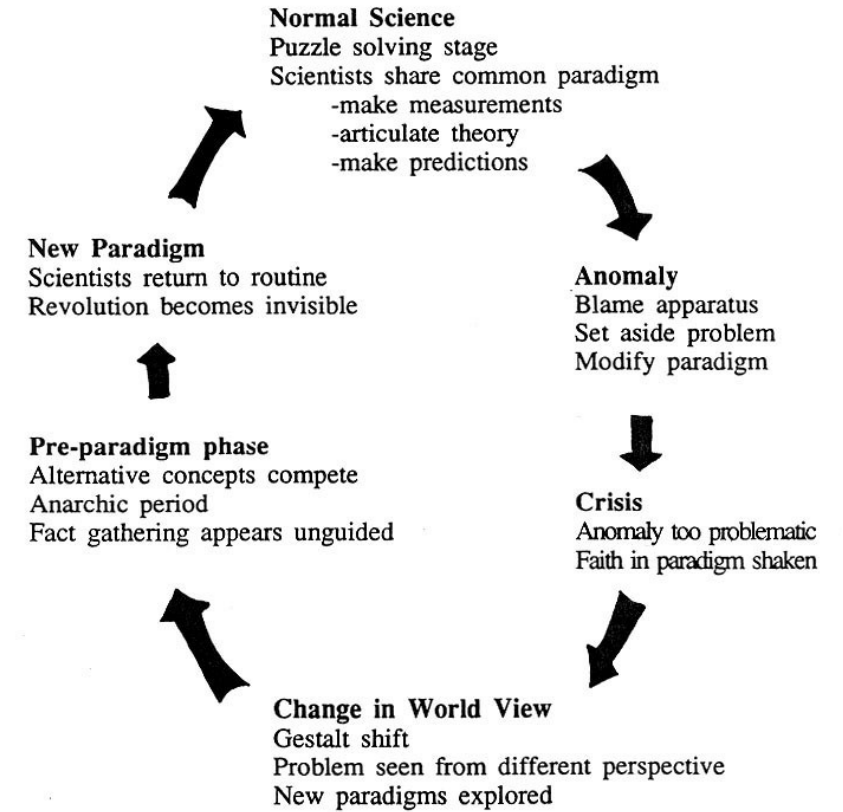 Normal Science
Puzzle solving stage
Scientists share common paradigm
-make measurements
-articulate theory
-make predictions
Anomaly
Blame apparatus
Set aside problem
Modify paradigm
Crisis
Anomaly too problematic
Faith in paradigm shaken
Change in World View
Gestalt shift
Problem seen from different perspective
New paradigms explored
Pre-paradigm phase
Alternative concepts compete
Anarchic period
Fact gathering appears unguided
New Paradigm
Scientists return to routine
Revolution becomes invisible